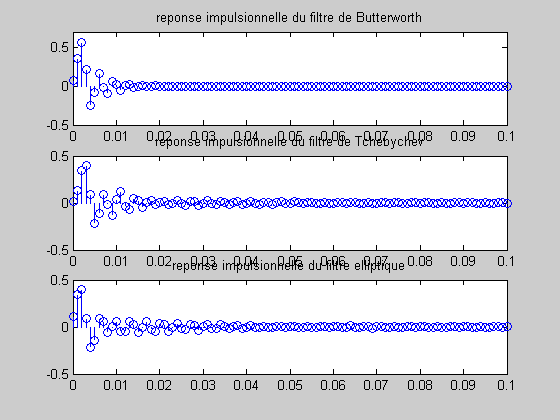 reponse impulsionnelle du filtre de Butterworth
0.5
0
-0.5
0 0.01 0.02 0.03 0.04 0.05 0.06 0.07 0.08 0.09 0.1
reponse impulsionnelle du filtre de Tchebychev
0.5
0
-0.5
0 0.01 0.02 0.03 0.04 0.05 0.06 0.07 0.08 0.09 0.1
reponse impulsionnelle du filtre elliptique
0.5
0
-0.5
0 0.01 0.02 0.03 0.04 0.05 0.06 0.07 0.08 0.09 0.1